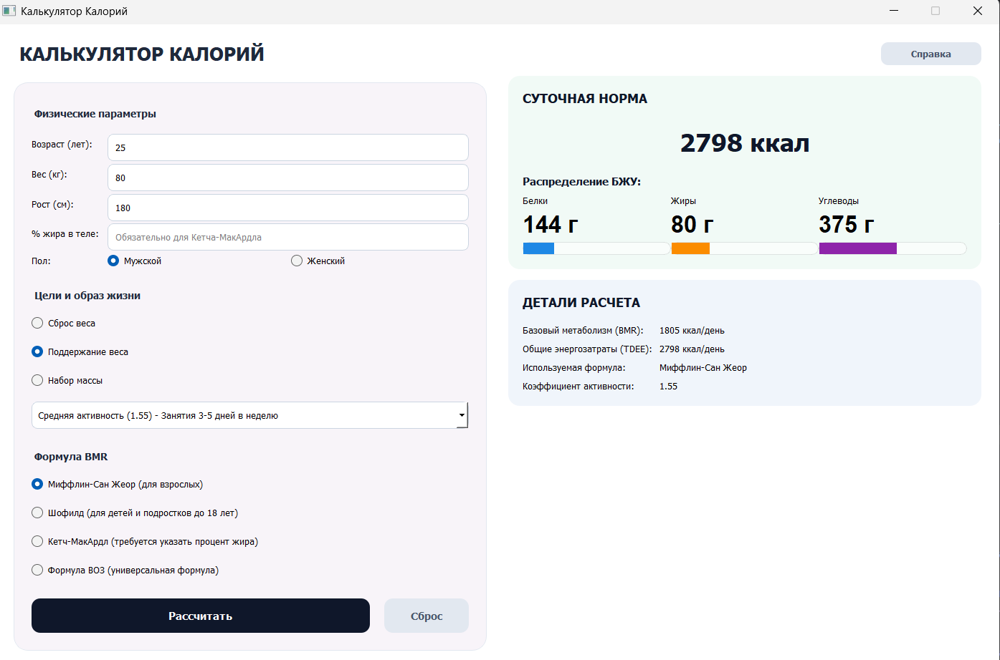 Калькулятор Калорий
КАЛЬКУЛЯТОР КАЛОРИЙ
Справка
Физические параметры
Возраст (лет): 25
Вес (кг): 80
Рост (см): 180
% жира в теле: Обязательно для Кетча-МакАрдла
Пол: Мужской Женский
Цели и образ жизни
Сброс веса
Поддержание веса
Набор массы
Средняя активность (1.55) - Занятия 3-5 дней в неделю
Формула BMR
Миффлин-Сан Жеор (для взрослых)
Шофилд (для детей и подростков до 18 лет)
Кетч-МакАрдл (требуется указать процент жира)
Формула ВОЗ (универсальная формула)
Рассчитать Сброс
СУТОЧНАЯ НОРМА
2798 ккал
Распределение БЖУ:
Белки Жиры Углеводы
144 г 80 г 375 г
ДЕТАЛИ РАСЧЕТА
Базовый метаболизм (BMR): 1805 ккал/день
Общие энергозатраты (TDEE): 2798 ккал/день
Используемая формула: Миффлин-Сан Жеор
Коэффициент активности: 1.55